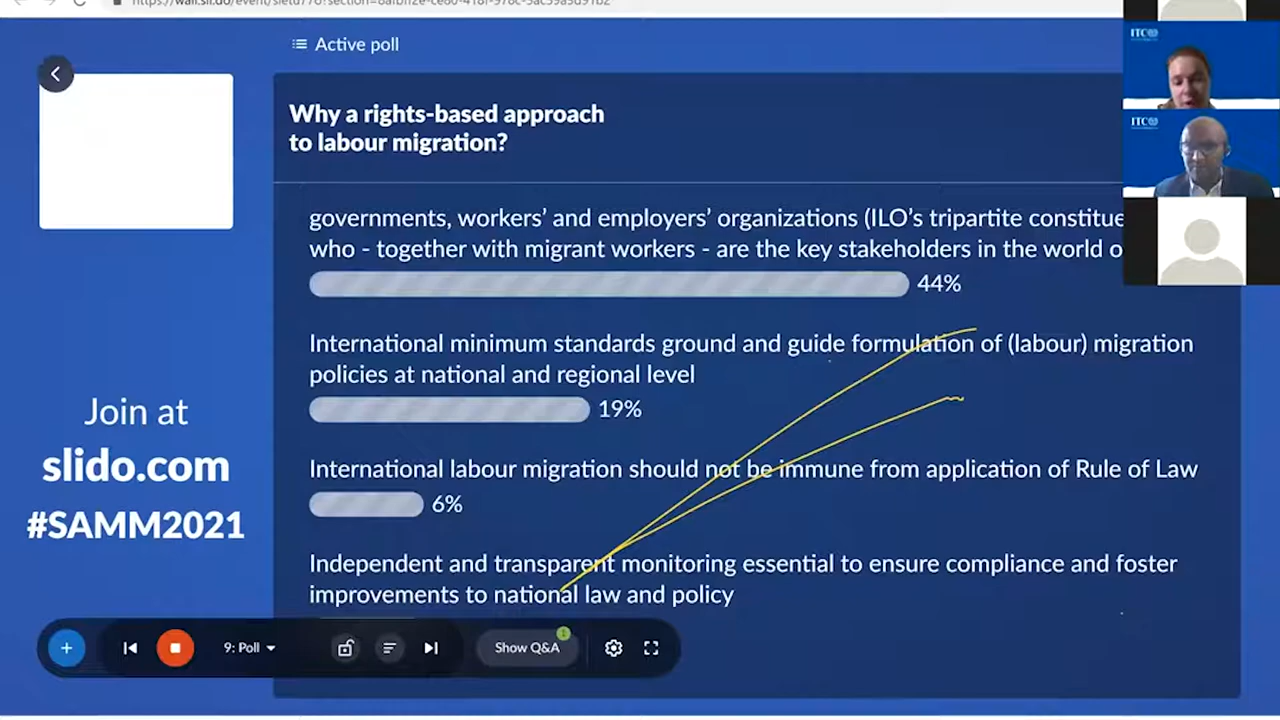 Active poll
Why a rights-based approach
to labour migration?
governments, workers' and employers' organizations (ILO's tripartite
who - together with migrant workers - are the key stakeholders in the world
44%
International minimum standards ground and guide formulation of (labour) migration
policies at national and regional level
19%
International labour migration should not be immune from application of Rule of Law
6%
Independent and transparent monitoring essential to ensure compliance and foster
improvements to national law and policy
Join at
slido.com
#SAMM2021
9: Poll
Show Q&A
1
ITC
ITC